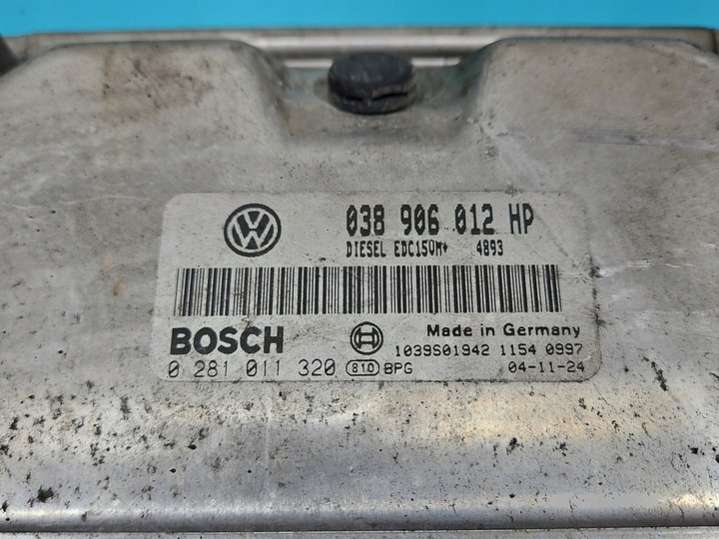 038 906 012 HP
DIESEL EDC15VM+ 4893
BOSCH
Made in Germany
1039S01942 1154 0997
0 281 011 320 810 BPG 04-11-24